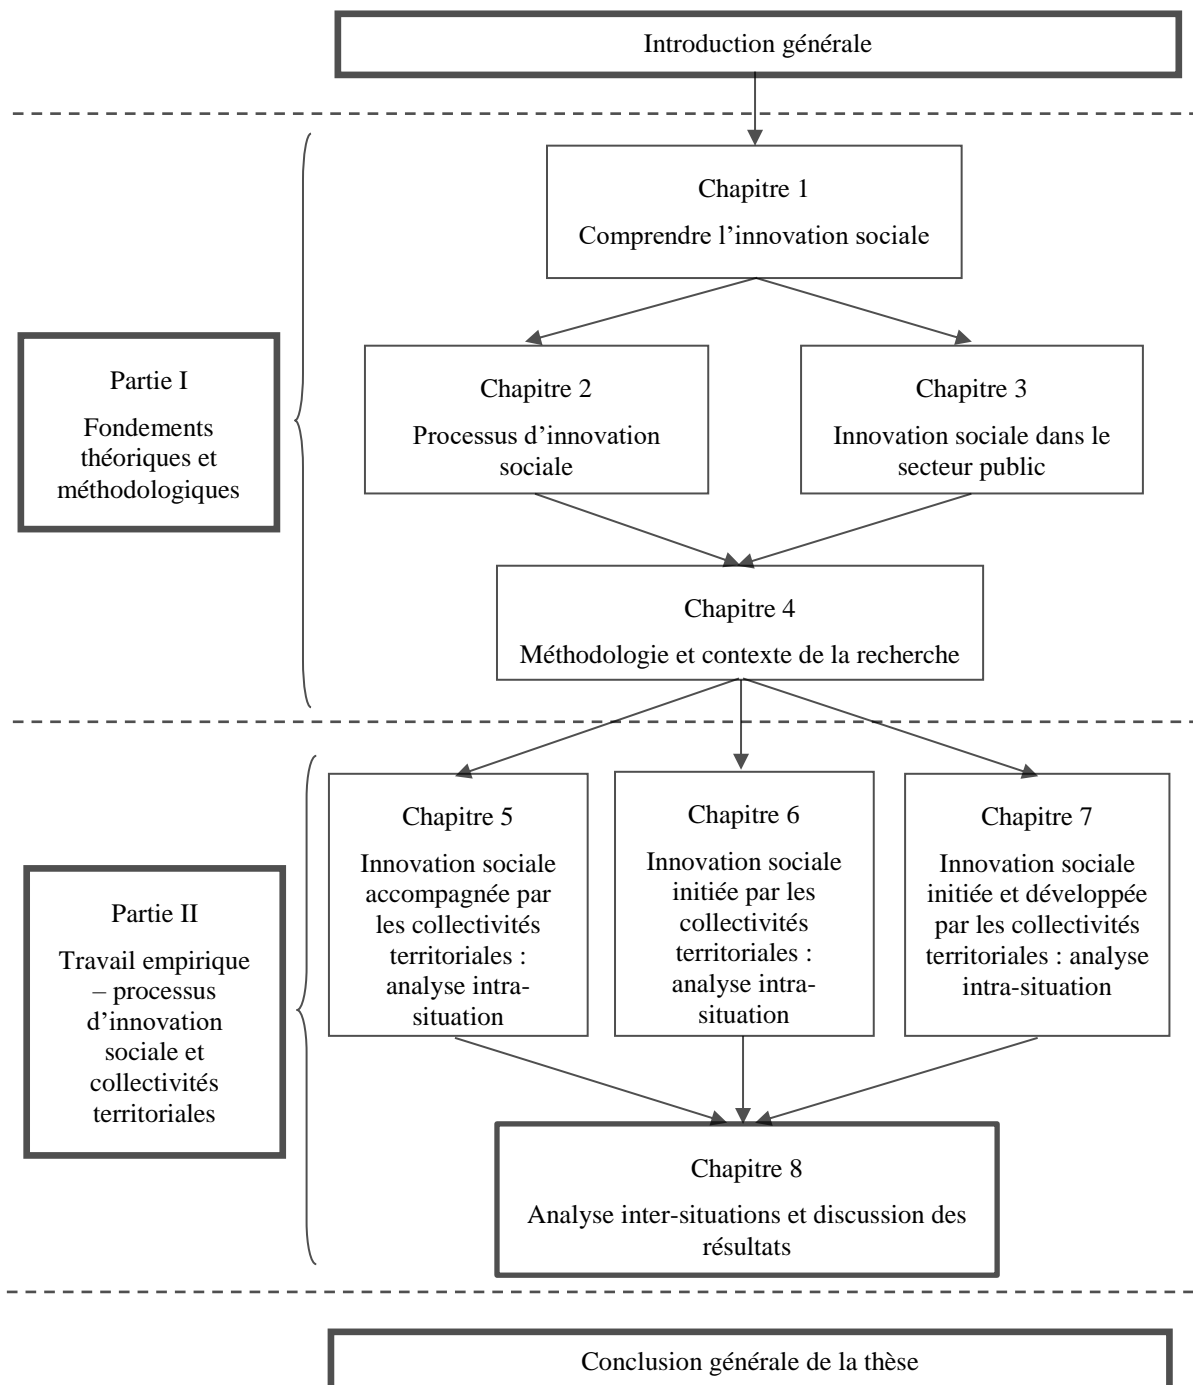 Introduction générale
Chapitre 1
Comprendre l’innovation sociale
Partie I
Fondements
théoriques et
méthodologiques
Chapitre 2
Processus d’innovation
sociale
Chapitre 3
Innovation sociale dans le
secteur public
Chapitre 4
Méthodologie et contexte de la recherche
Partie II
Travail empirique
– processus
d’innovation
sociale et
collectivités
territoriales
Chapitre 5
Innovation sociale
accompagnée par
les collectivités
territoriales :
analyse intra-
situation
Chapitre 6
Innovation sociale
initiée par les
collectivités
territoriales :
analyse intra-
situation
Chapitre 7
Innovation sociale
initiée et développée
par les collectivités
territoriales : analyse
intra-situation
Chapitre 8
Analyse inter-situations et discussion des
résultats
Conclusion générale de la thèse